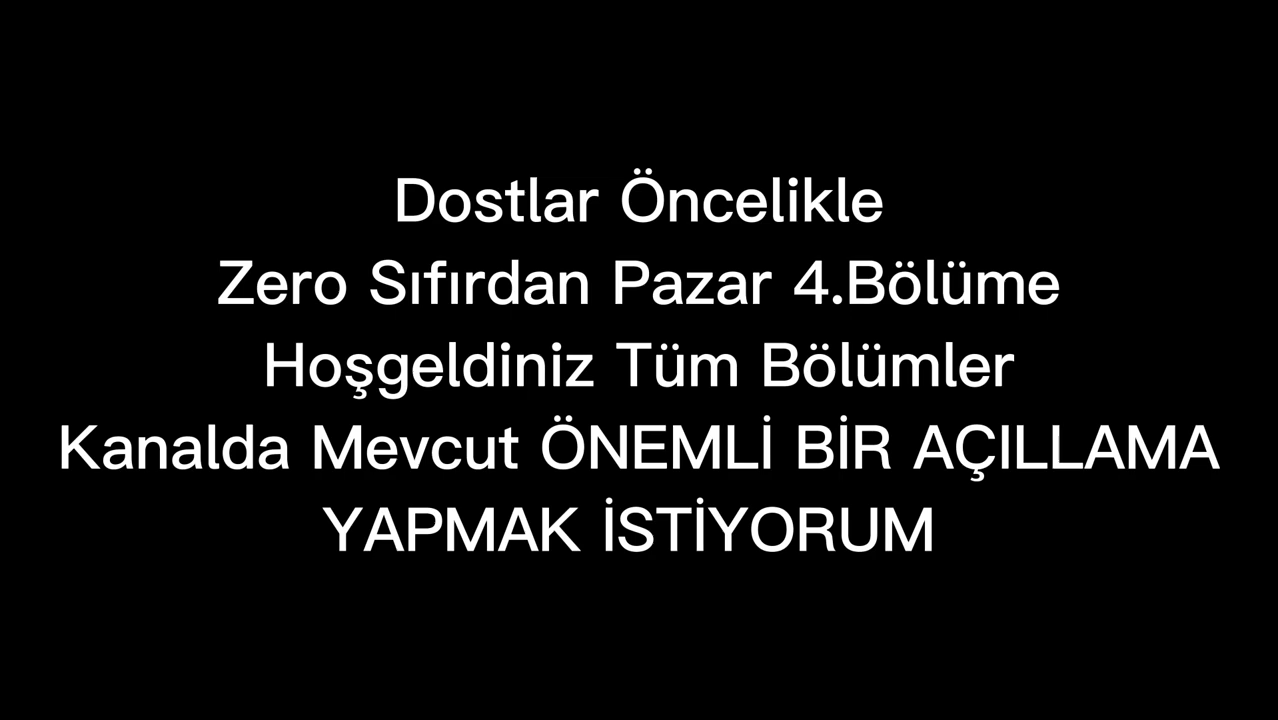 Dostlar Öncelikle
Zero Sıfırdan Pazar 4.Bölüme
Hoşgeldiniz Tüm Bölümler
Kanalda Mevcut ÖNEMLİ BİR AÇILLAMA
YAPMAK İSTİYORUM